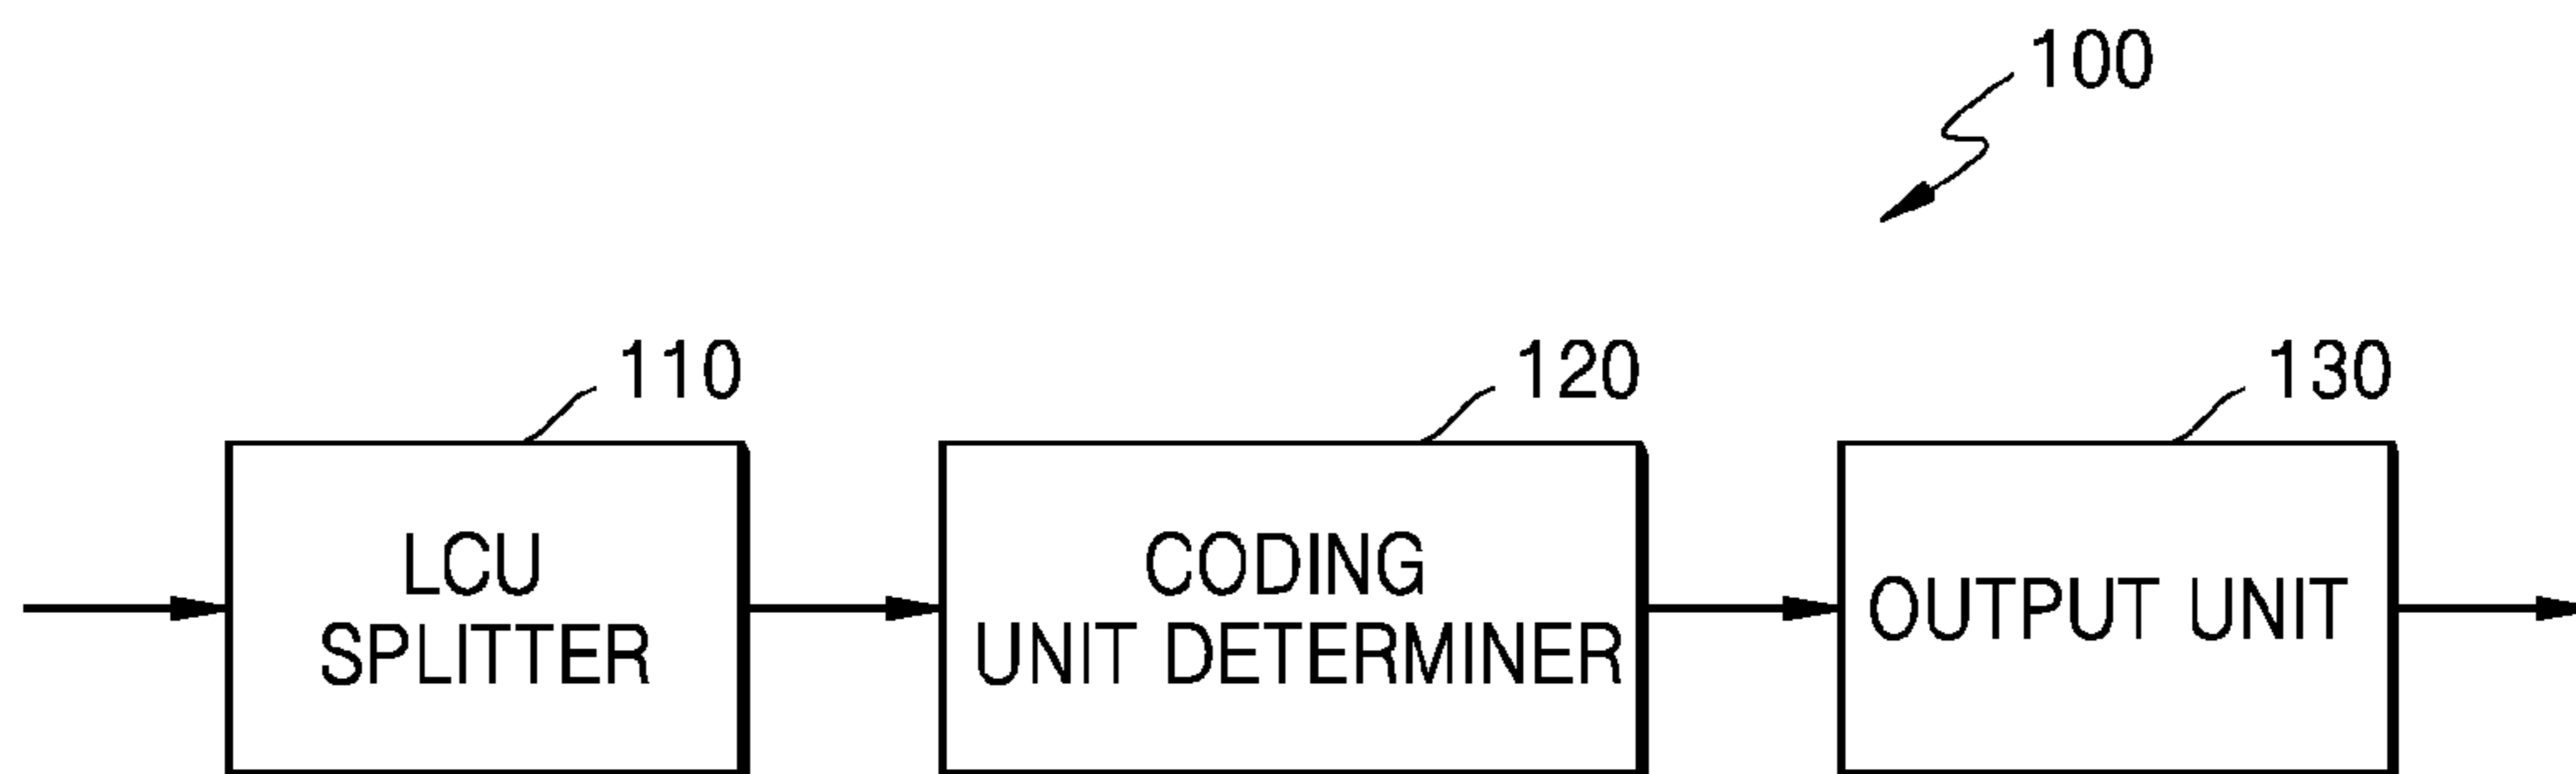 100
110
120
130
LCU
SPLITTER
CODING
UNIT DETERMINER
OUTPUT UNIT